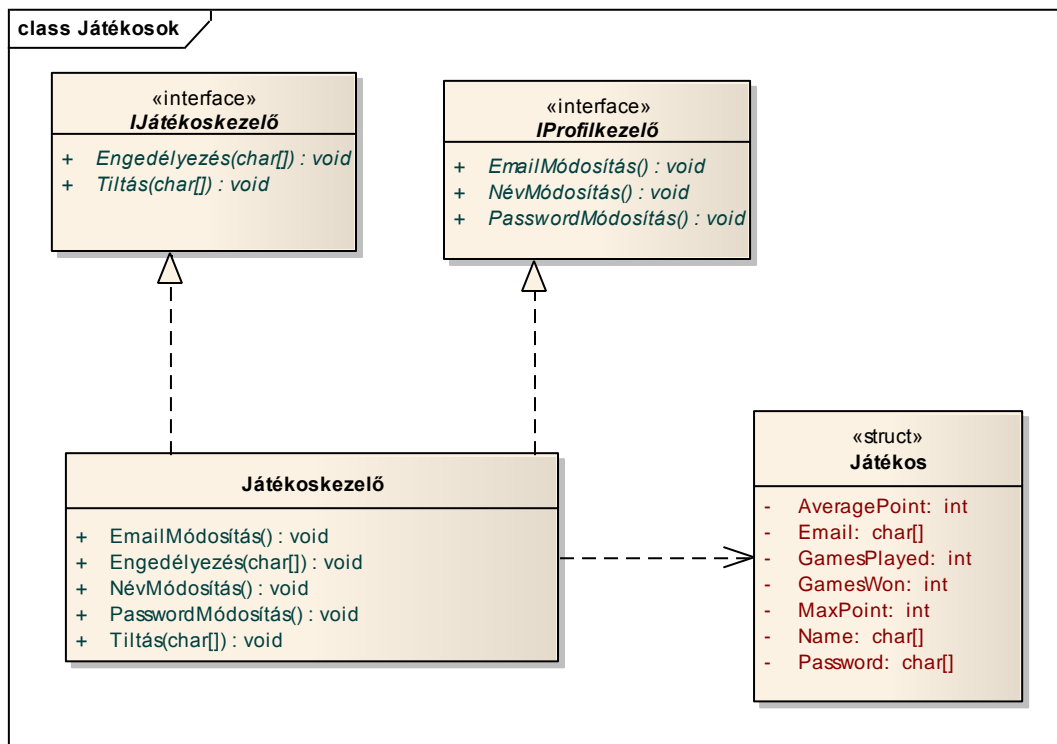 class Játékosok
«interface»
IJátékoskezelő
+ Engedélyezés(char[]) : void
+ Tiltás(char[]) : void
«interface»
IProfilkezelő
+ EmailMódosítás() : void
+ NévMódosítás() : void
+ PasswordMódosítás() : void
Játékoskezelő
+ EmailMódosítás() : void
+ Engedélyezés(char[]) : void
+ NévMódosítás() : void
+ PasswordMódosítás() : void
+ Tiltás(char[]) : void
«struct»
Játékos
- AveragePoint: int
- Email: char[]
- GamesPlayed: int
- GamesWon: int
- MaxPoint: int
- Name: char[]
- Password: char[]